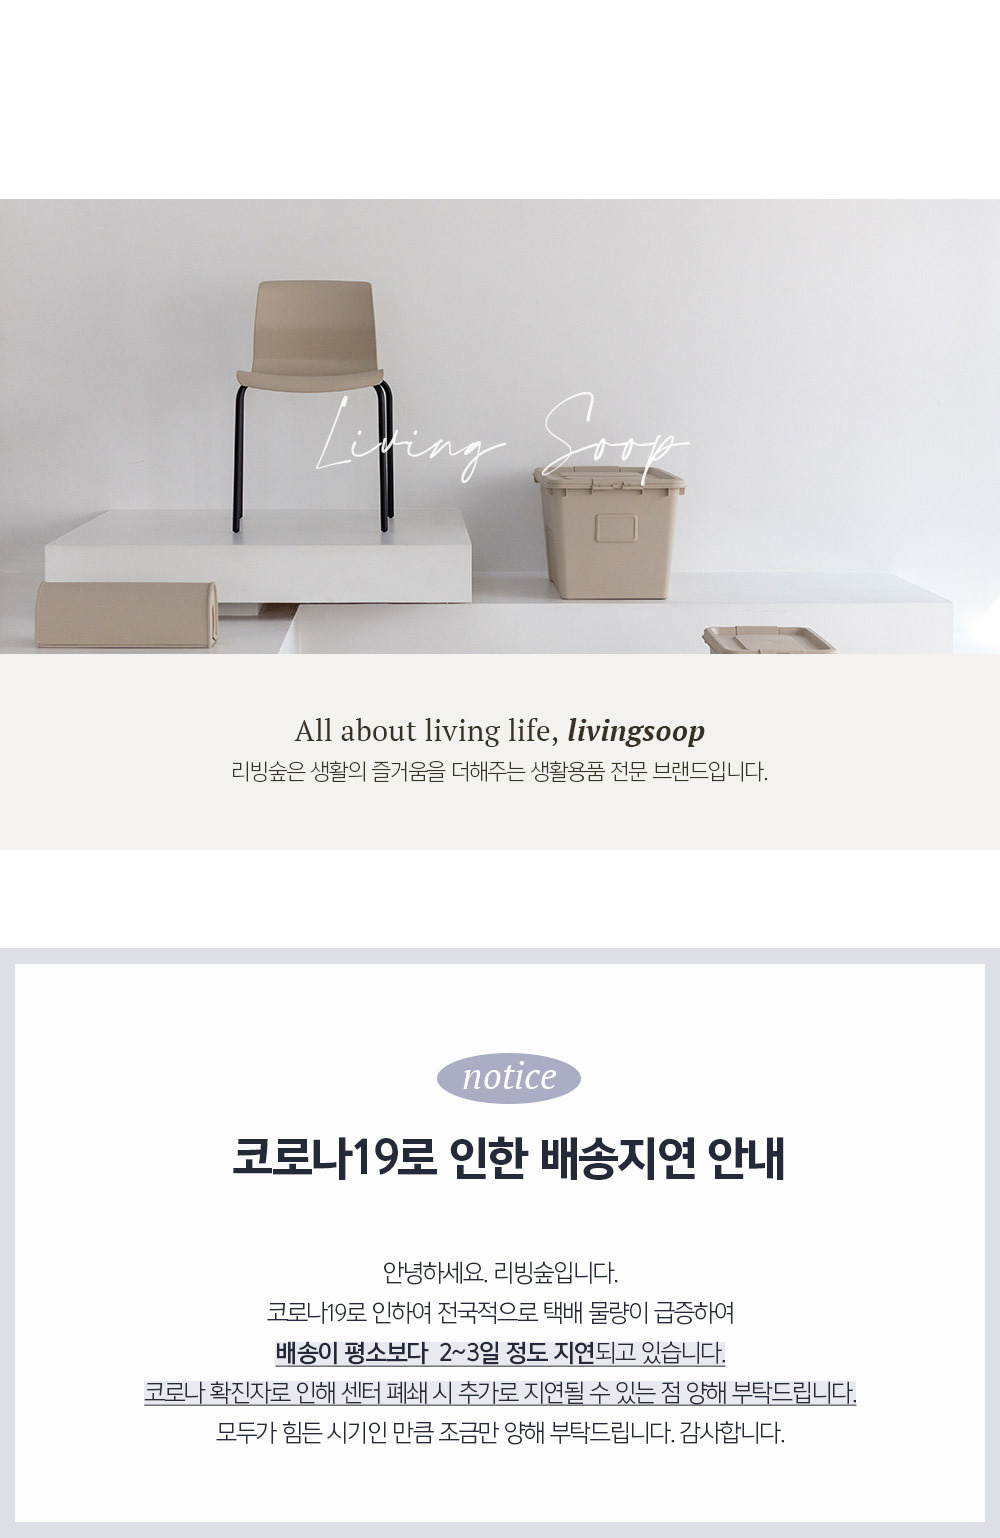 Living Soop
All about living life, livingsoop
리빙숲은 생활의 즐거움을 더해주는 생활용품 전문 브랜드입니다.
notice
코로나19로 인한 배송지연 안내
안녕하세요. 리빙숲입니다.
코로나19로 인하여 전국적으로 택배 물량이 급증하여
배송이 평소보다 2~3일 정도 지연되고 있습니다.
코로나 확진자로 인해 센터 폐쇄 시 추가로 지연될 수 있는 점 양해 부탁드립니다.
모두가 힘든 시기인 만큼 조금만 양해 부탁드립니다. 감사합니다.